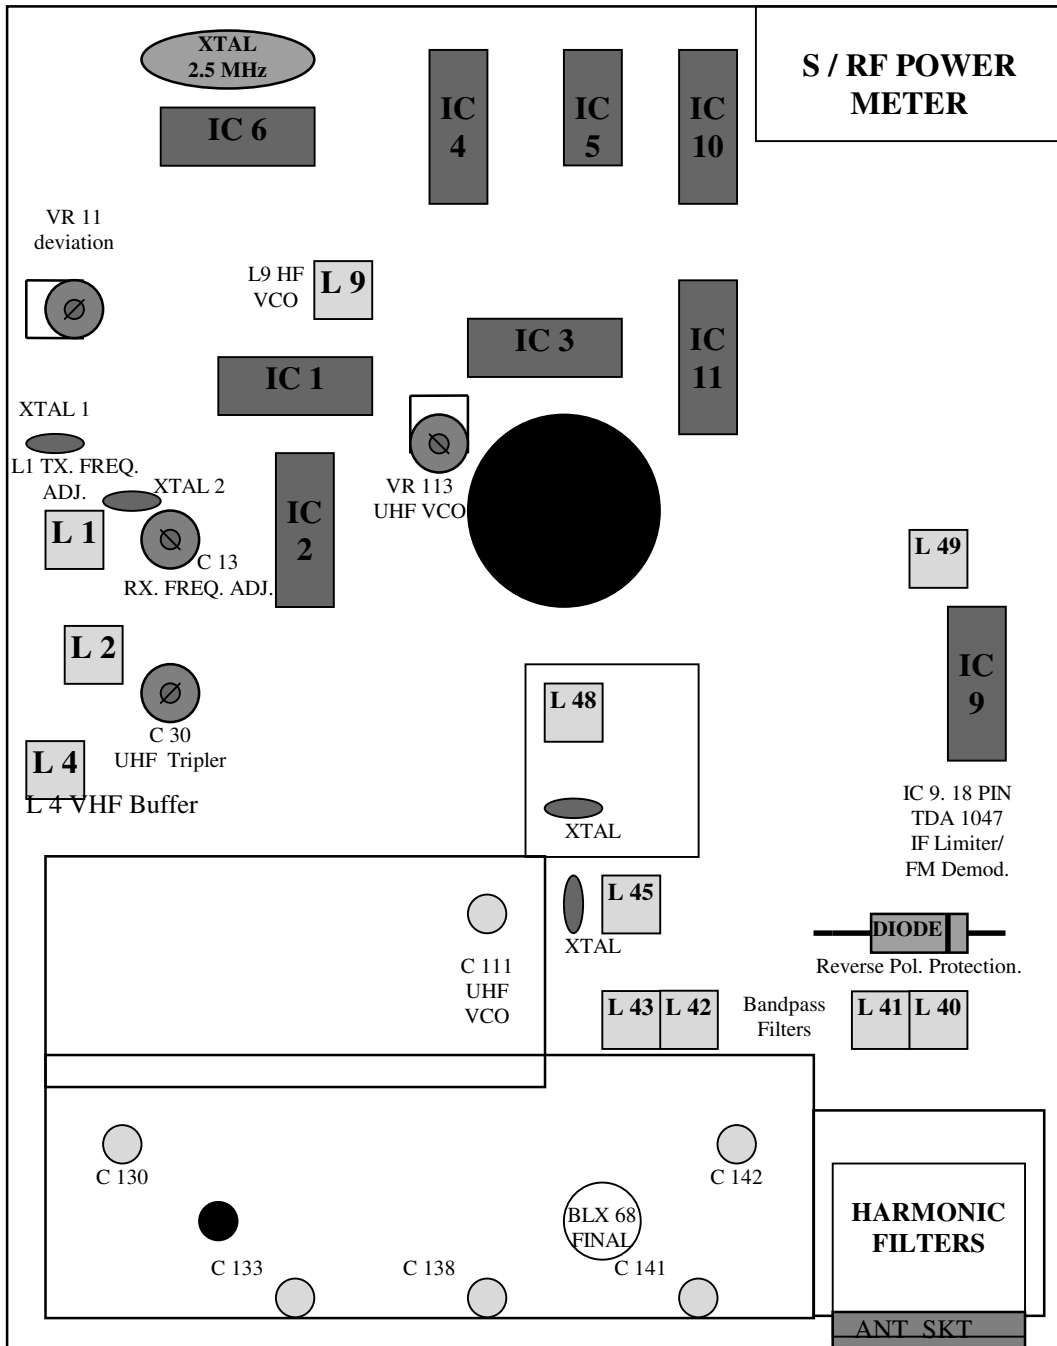 XTAL
2.5 MHz
IC 6
IC
4
IC
5
IC
10
S / RF POWER
METER
VR 11
deviation
L9 HF
VCO
L 9
IC 3
IC
11
IC 1
XTAL 1
L1 TX. FREQ.
ADJ.
XTAL 2
VR 113
UHF VCO
L 1
C 13
RX. FREQ. ADJ.
IC
2
L 49
L 2
C 30
UHF Tripler
L 4
L 4 VHF Buffer
L 48
XTAL
IC
9
IC 9. 18 PIN
TDA 1047
IF Limiter/
FM Demod.
L 45
XTAL
DIODE
Reverse Pol. Protection.
C 111
UHF
VCO
L 43
L 42
Bandpass
Filters
L 41
L 40
C 130
C 142
BLX 68
FINAL
HARMONIC
FILTERS
C 133
C 138
C 141
ANT SKT